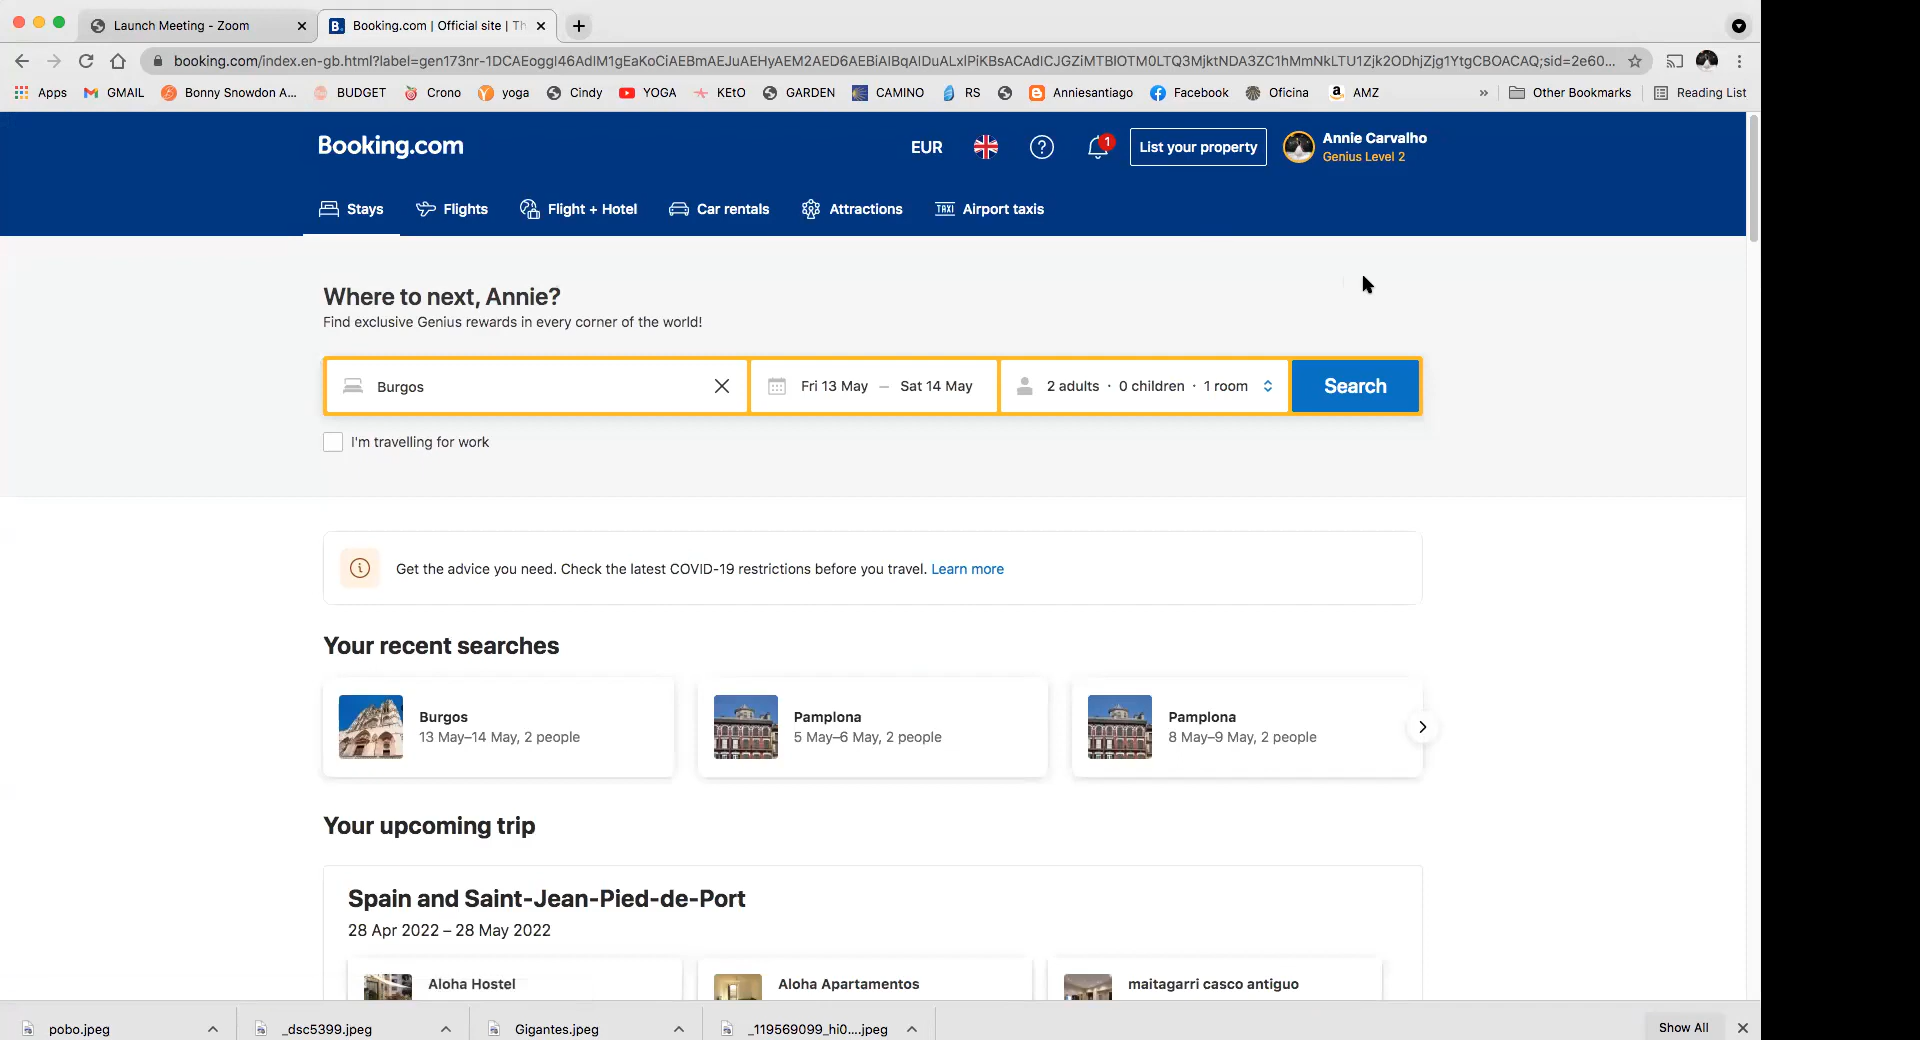 Launch Meeting - Zoom
Booking.com | Official site | Th
booking.com/index.en-gb.html?label=gen173nr-1DCAEoggI46AdIM1gEaKoCiAEBmAEJuAEHyAEM2AED6AEBiAIBqAIDuALxIPiKBsACAdICJGZiMTBlOTM0LTQ3MjktNDA3ZC1hMmNkLTU1Zjk2ODhjZjg1YtgCBOACAQ;sid=2e60...
Apps GMAIL Bonny Snowdon A... BUDGET Crono yoga Cindy YOGA KEtO GARDEN CAMINO RS Anniesantiago Facebook Oficina AMZ » Other Bookmarks Reading List
Booking.com EUR 1 List your property Annie Carvalho
Genius Level 2
Stays Flights Flight + Hotel Car rentals TAXI Airport taxis Attractions
Where to next, Annie?
Find exclusive Genius rewards in every corner of the world!
Burgos Fri 13 May — Sat 14 May 2 adults · 0 children · 1 room Search
I'm travelling for work
Get the advice you need. Check the latest COVID-19 restrictions before you travel. Learn more
Your recent searches
Burgos
13 May–14 May, 2 people
Pamplona
5 May–6 May, 2 people
Pamplona
8 May–9 May, 2 people
Your upcoming trip
Spain and Saint-Jean-Pied-de-Port
28 Apr 2022 – 28 May 2022
Aloha Hostel Aloha Apartamentos maitagarri casco antiguo
pobo.jpeg _dsc5399.jpeg Gigantes.jpeg _119569099_hi0....jpeg Show All